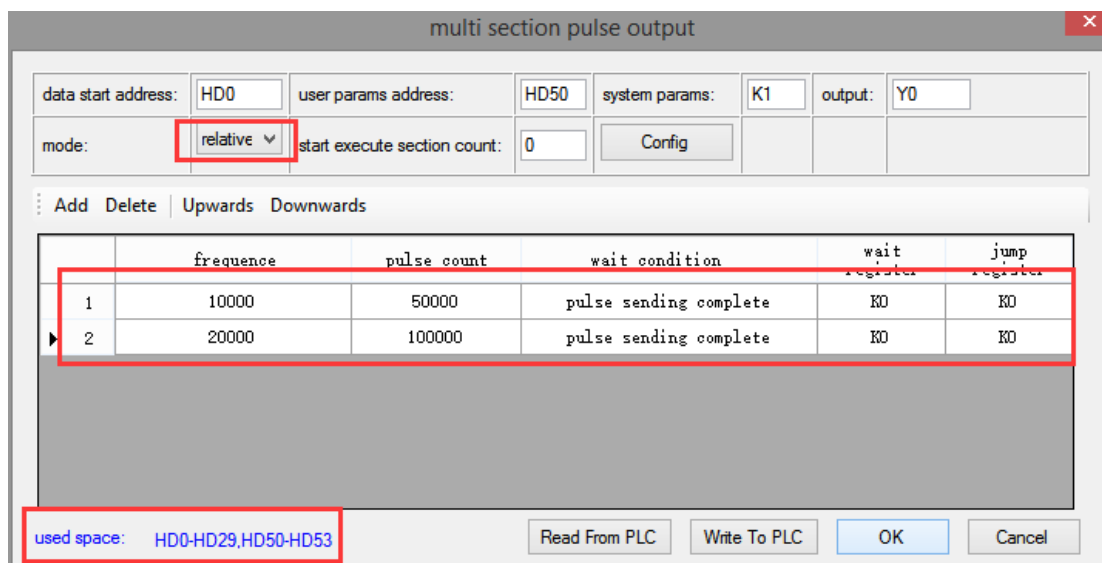 multi section pulse output
data start address: HD0 user params address: HD50 system params: K1 output: Y0
mode: relative start execute section count: 0 Config
Add Delete Upwards Downwards
frequence pulse count wait condition wait register jump register
1 10000 50000 pulse sending complete K0 K0
2 20000 100000 pulse sending complete K0 K0
used space: HD0-HD29,HD50-HD53 Read From PLC Write To PLC OK Cancel